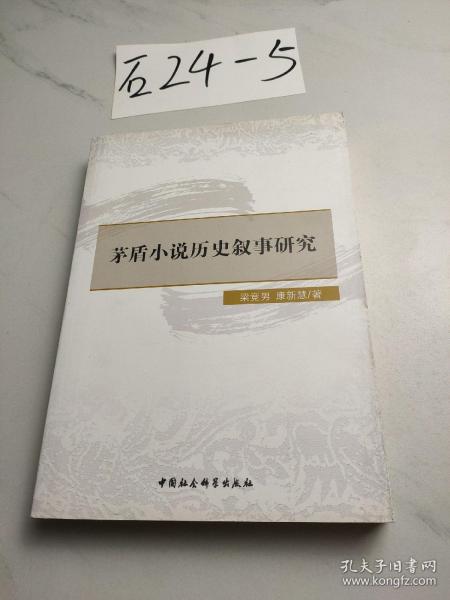 石24-5
茅盾小说历史叙事研究
梁竞男 康新慧/著
中国社会科学出版社
孔夫子旧书网
www.kongfz.com